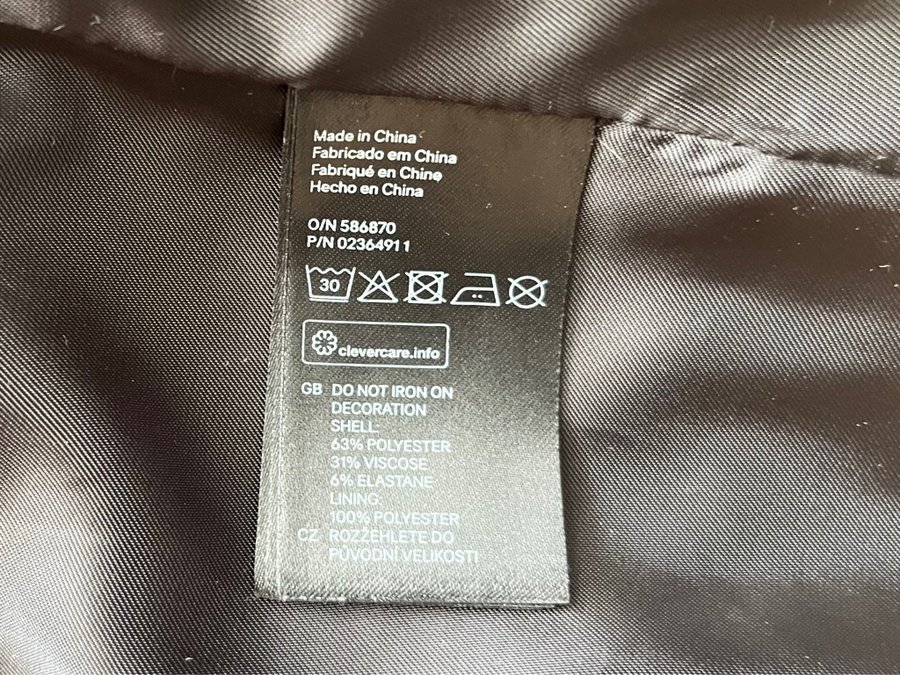 Made in China
Fabricado em China
Fabriqué en Chine
Hecho en China
O/N 586870
P/N 02364911
30
clevercare.info
GB DO NOT IRON ON
DECORATION
SHELL:
63% POLYESTER
31% VISCOSE
6% ELASTANE
LINING:
100% POLYESTER
CZ ROZŽEHLETE DO
PŮVODNÍ VELIKOSTI